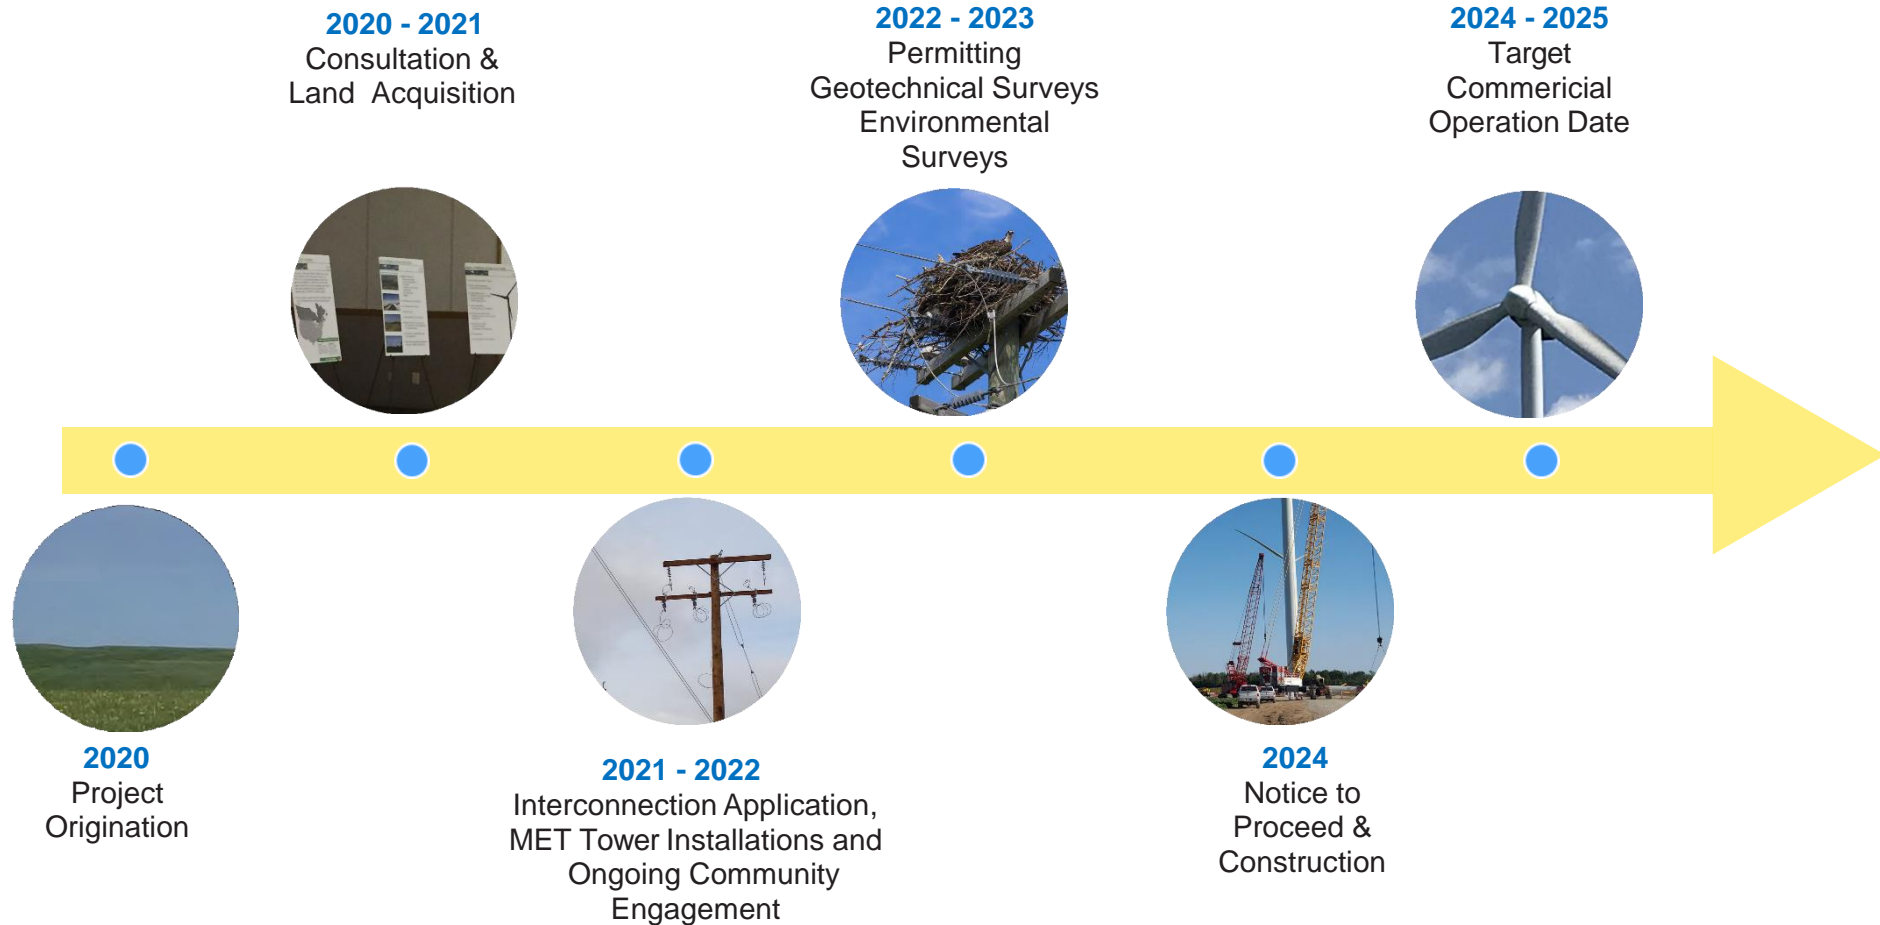 2020 - 2021
Consultation &
Land Acquisition
2022 - 2023
Permitting
Geotechnical Surveys
Environmental
Surveys
2024 - 2025
Target
Commericial
Operation Date
2020
Project
Origination
2021 - 2022
Interconnection Application,
MET Tower Installations and
Ongoing Community
Engagement
2024
Notice to
Proceed &
Construction